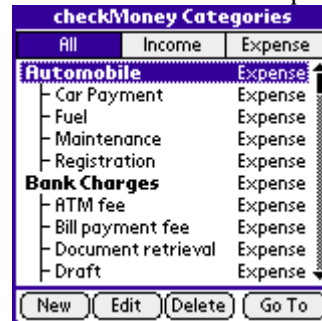 checkMoney Categories
All Income Expense
Automobile Expense
Car Payment Expense
Fuel Expense
Maintenance Expense
Registration Expense
Bank Charges Expense
ATM fee Expense
Bill payment fee Expense
Document retrieval Expense
Draft Expense
New Edit Delete Go To